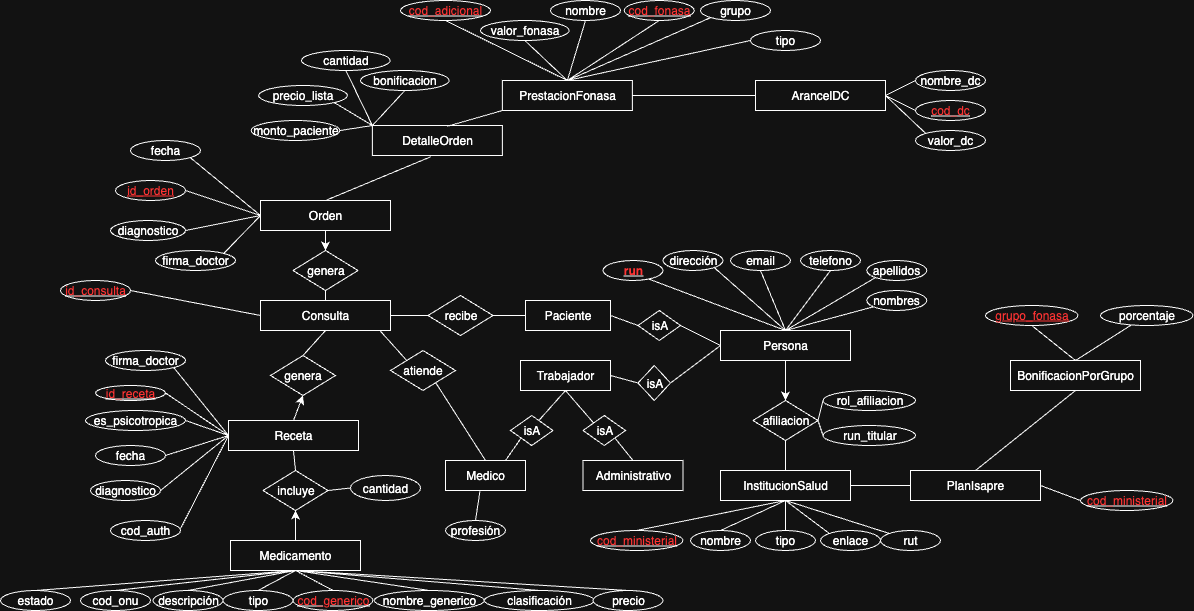 cod_adicional
nombre
cod_fonasa
grupo
valor_fonasa
tipo
cantidad
bonificacion
precio_lista
monto_paciente
PrestacionFonasa
ArancelDC
nombre_dc
cod_dc
valor_dc
DetalleOrden
fecha
id_orden
diagnostico
firma_doctor
Orden
genera
id_consulta
Consulta
recibe
Paciente
isA
run
dirección
email
telefono
apellidos
nombres
Persona
grupo_fonasa
porcentaje
BonificacionPorGrupo
firma_doctor
id_receta
es_psicotropica
fecha
diagnostico
cod_auth
genera
atiende
Trabajador
isA
afiliacion
rol_afiliacion
run_titular
Receta
isA
isA
incluye
cantidad
Medico
Administrativo
InstitucionSalud
PlanIsapre
cod_ministerial
profesión
cod_ministerial
nombre
tipo
enlace
rut
Medicamento
estado
cod_onu
descripción
tipo
cod_generico
nombre_generico
clasificación
precio